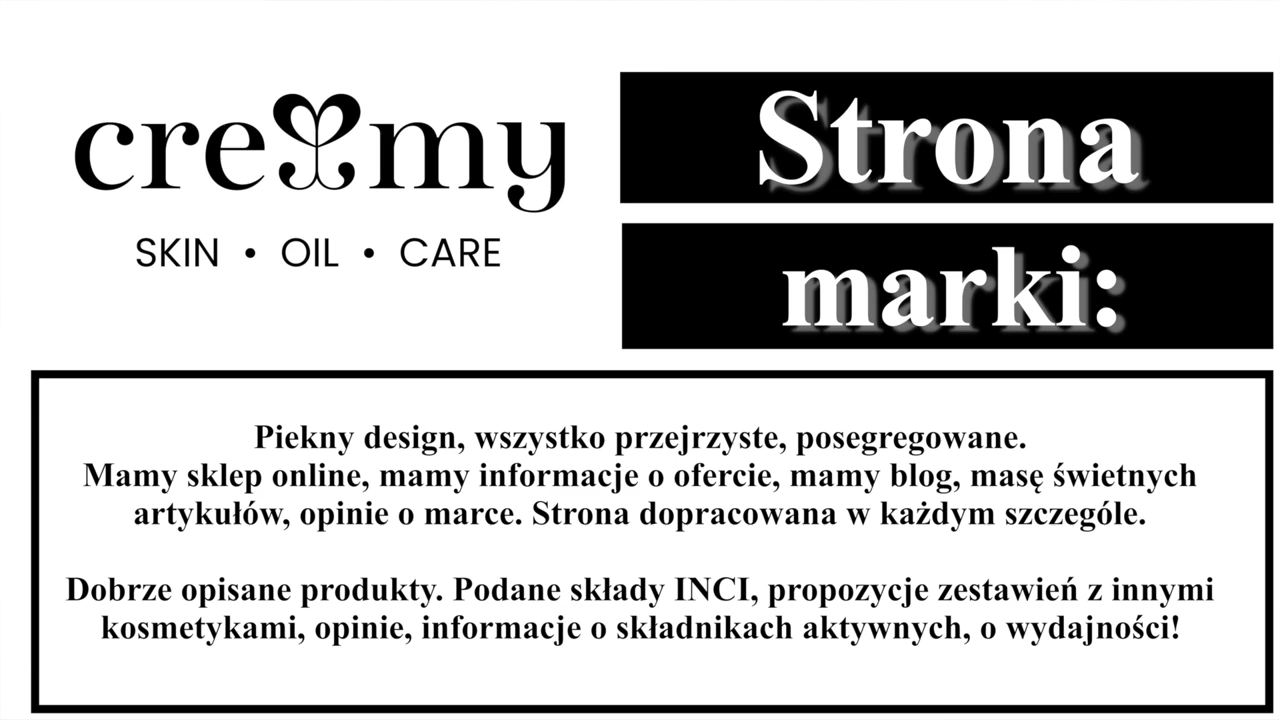 creamy
SKIN • OIL • CARE
Strona
marki:
Piekny design, wszystko przejrzyste, posegregowane.
Mamy sklep online, mamy informacje o ofercie, mamy blog, masę świetnych
artykułów, opinie o marce. Strona dopracowana w każdym szczególe.
Dobrze opisane produkty. Podane składy INCI, propozycje zestawień z innymi
kosmetykami, opinie, informacje o składnikach aktywnych, o wydajności!